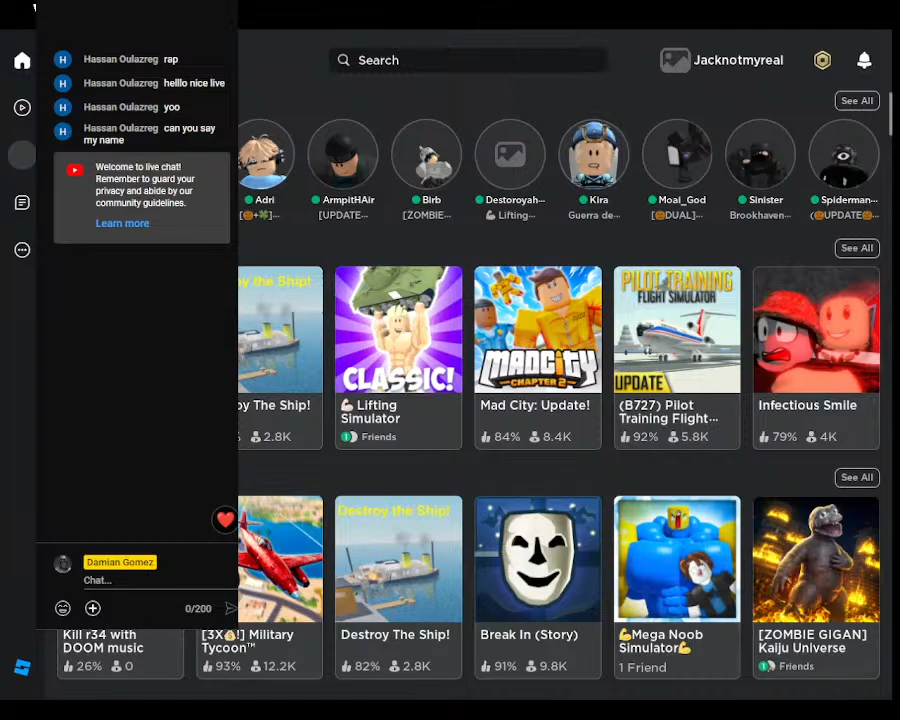 Search
Jacknotmyreal
Hassan Oulazreg rap
Hassan Oulazreg helllo nice live
Hassan Oulazreg yoo
Hassan Oulazreg can you say
my name
Welcome to live chat!
Remember to guard your
privacy and abide by our
community guidelines.
Learn more
See All
Adri
ArmpitHAir
Birb
Destoroyah...
Kira
Moai_God
Sinister
Spiderman...
[UPDATE...
[ZOMBIE...
Lifting...
Guerra de...
[DUAL]...
Brookhaven...
(UPDATE
See All
by the Ship!
CLASSIC!
MADCITY
CHAPTER 2
PILOT TRAINING
FLIGHT SIMULATOR
UPDATE
by The Ship!
2.8K
Lifting
Simulator
1 Friends
Mad City: Update!
84% 8.4K
(B727) Pilot
Training Flight...
92% 5.8K
Infectious Smile
79% 4K
See All
Destroy the Ship!
Damian Gomez
Chat...
0/200
Kill r34 with
DOOM music
26% 0
[3X!] Military
Tycoon™
93% 12.2K
Destroy The Ship!
82% 2.8K
Break In (Story)
91% 9.8K
Mega Noob
Simulator
1 Friend
[ZOMBIE GIGAN]
Kaiju Universe
1 Friends